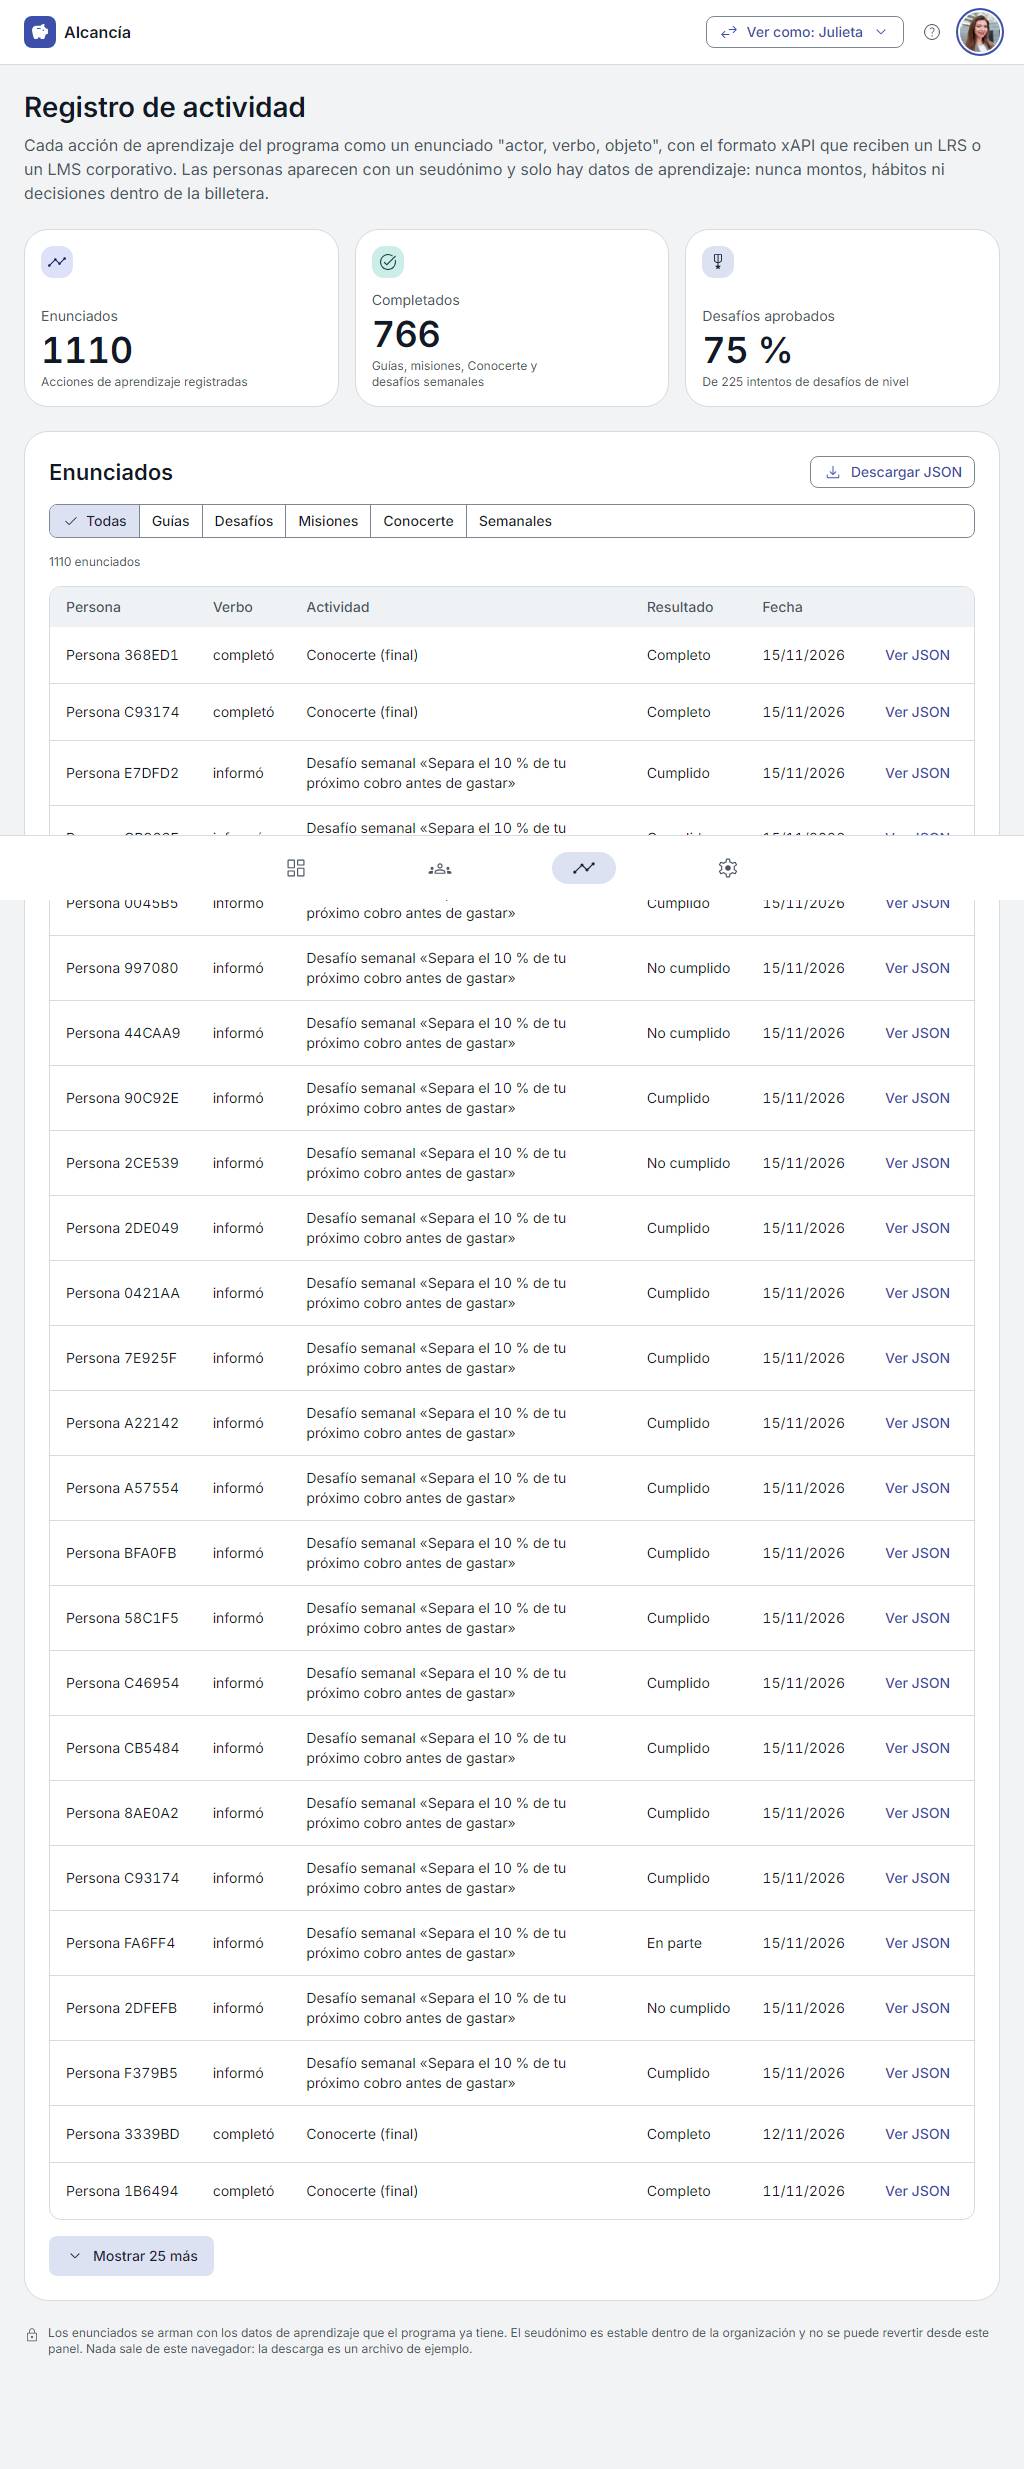 Alcancía
Ver como: Julieta
Registro de actividad
Cada acción de aprendizaje del programa como un enunciado "actor, verbo, objeto", con el formato xAPI que reciben un LRS o
un LMS corporativo. Las personas aparecen con un seudónimo y solo hay datos de aprendizaje: nunca montos, hábitos ni
decisiones dentro de la billetera.
Enunciados
1110
Acciones de aprendizaje registradas
Completados
766
Guías, misiones, Conocerte y
desafíos semanales
Desafíos aprobados
75 %
De 225 intentos de desafíos de nivel
Enunciados
Descargar JSON
Todas Guías Desafíos Misiones Conocerte Semanales
1110 enunciados
Persona Verbo Actividad Resultado Fecha
Persona 368ED1 completó Conocerte (final) Completo 15/11/2026 Ver JSON
Persona C93174 completó Conocerte (final) Completo 15/11/2026 Ver JSON
Persona E7DFD2 informó Desafío semanal «Separa el 10 % de tu
próximo cobro antes de gastar» Cumplido 15/11/2026 Ver JSON
Desafío semanal «Separa el 10 % de tu
Persona 0045B5 informó próximo cobro antes de gastar» Cumplido 15/11/2026 Ver JSON
Persona 997080 informó Desafío semanal «Separa el 10 % de tu
próximo cobro antes de gastar» No cumplido 15/11/2026 Ver JSON
Persona 44CAA9 informó Desafío semanal «Separa el 10 % de tu
próximo cobro antes de gastar» No cumplido 15/11/2026 Ver JSON
Persona 90C92E informó Desafío semanal «Separa el 10 % de tu
próximo cobro antes de gastar» Cumplido 15/11/2026 Ver JSON
Persona 2CE539 informó Desafío semanal «Separa el 10 % de tu
próximo cobro antes de gastar» No cumplido 15/11/2026 Ver JSON
Persona 2DE049 informó Desafío semanal «Separa el 10 % de tu
próximo cobro antes de gastar» Cumplido 15/11/2026 Ver JSON
Persona 0421AA informó Desafío semanal «Separa el 10 % de tu
próximo cobro antes de gastar» Cumplido 15/11/2026 Ver JSON
Persona 7E925F informó Desafío semanal «Separa el 10 % de tu
próximo cobro antes de gastar» Cumplido 15/11/2026 Ver JSON
Persona A22142 informó Desafío semanal «Separa el 10 % de tu
próximo cobro antes de gastar» Cumplido 15/11/2026 Ver JSON
Persona A57554 informó Desafío semanal «Separa el 10 % de tu
próximo cobro antes de gastar» Cumplido 15/11/2026 Ver JSON
Persona BFA0FB informó Desafío semanal «Separa el 10 % de tu
próximo cobro antes de gastar» Cumplido 15/11/2026 Ver JSON
Persona 58C1F5 informó Desafío semanal «Separa el 10 % de tu
próximo cobro antes de gastar» Cumplido 15/11/2026 Ver JSON
Persona C46954 informó Desafío semanal «Separa el 10 % de tu
próximo cobro antes de gastar» Cumplido 15/11/2026 Ver JSON
Persona CB5484 informó Desafío semanal «Separa el 10 % de tu
próximo cobro antes de gastar» Cumplido 15/11/2026 Ver JSON
Persona 8AE0A2 informó Desafío semanal «Separa el 10 % de tu
próximo cobro antes de gastar» Cumplido 15/11/2026 Ver JSON
Persona C93174 informó Desafío semanal «Separa el 10 % de tu
próximo cobro antes de gastar» Cumplido 15/11/2026 Ver JSON
Persona FA6FF4 informó Desafío semanal «Separa el 10 % de tu
próximo cobro antes de gastar» En parte 15/11/2026 Ver JSON
Persona 2DFEFB informó Desafío semanal «Separa el 10 % de tu
próximo cobro antes de gastar» No cumplido 15/11/2026 Ver JSON
Persona F379B5 informó Desafío semanal «Separa el 10 % de tu
próximo cobro antes de gastar» Cumplido 15/11/2026 Ver JSON
Persona 3339BD completó Conocerte (final) Completo 12/11/2026 Ver JSON
Persona 1B6494 completó Conocerte (final) Completo 11/11/2026 Ver JSON
Mostrar 25 más
Los enunciados se arman con los datos de aprendizaje que el programa ya tiene. El seudónimo es estable dentro de la organización y no se puede revertir desde este
panel. Nada sale de este navegador: la descarga es un archivo de ejemplo.